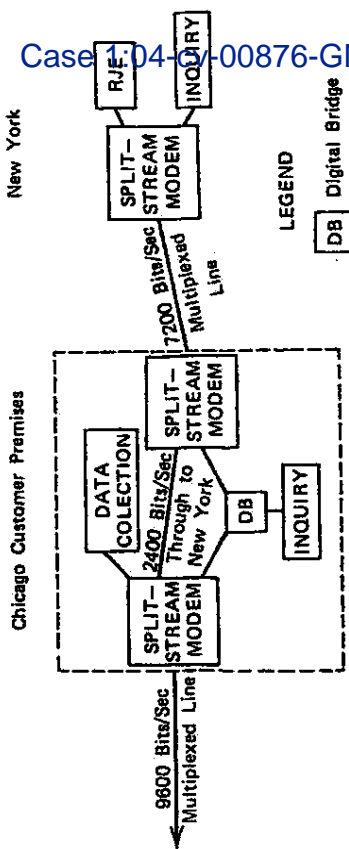 Case 1:04-cv-00876-G
Chicago Customer Premises
New York
9600 Bits/Sec
Multiplexed Line
SPLIT–
STREAM
MODEM
DATA
COLECTION
2400 Bits/Sec
Through to
New York
DB
INQUIRY
SPLIT–
STREAM
MODEM
7200 Bits/Sec
Multiplexed
Line
SPLIT–
STREAM
MODEM
RJE
INQUIRY
LEGEND
DB Digital Bridge